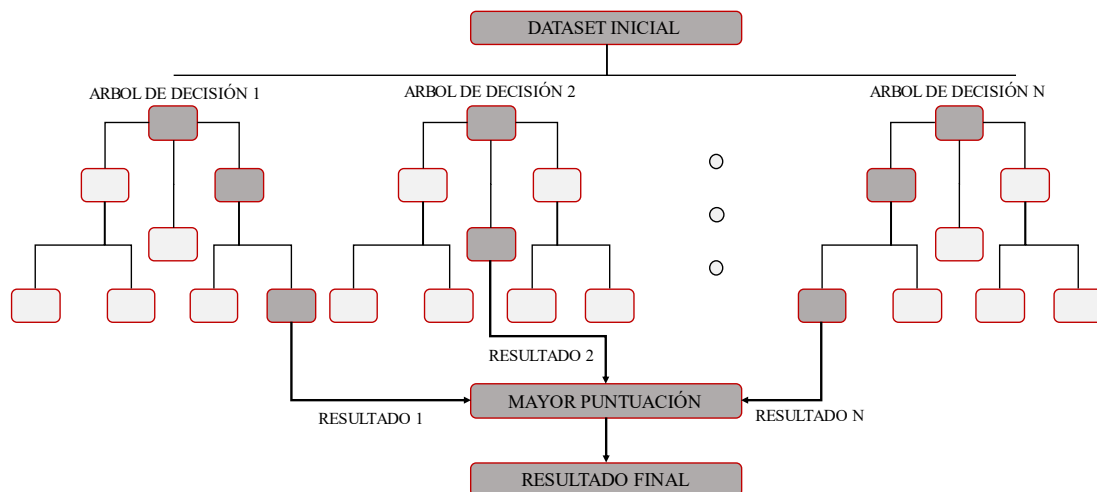 DATASET INICIAL
ARBOL DE DECISIÓN 1
ARBOL DE DECISIÓN 2
ARBOL DE DECISIÓN N
RESULTADO 2
MAYOR PUNTUACIÓN
RESULTADO 1
RESULTADO N
RESULTADO FINAL